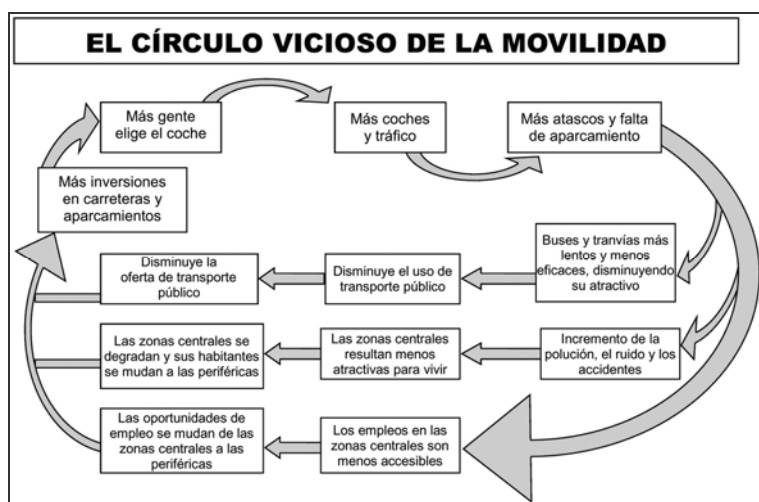 EL CÍRCULO VICIOSO DE LA MOVILIDAD
Más gente
elige el coche
Más coches
y tráfico
Más atascos y falta
de aparcamiento
Más inversiones
en carreteras y
aparcamientos
Buses y tranvías más
lentos y menos
eficaces, disminuyendo
su atractivo
Disminuye el uso de
transporte público
Disminuye la
oferta de transporte
público
Incremento de la
polución, el ruido y los
accidentes
Las zonas centrales
resultan menos
atractivas para vivir
Las zonas centrales se
degradan y sus habitantes
se mudan a las periféricas
Los empleos en las
zonas centrales son
menos accesibles
Las oportunidades de
empleo se mudan de las
zonas centrales a las
periféricas